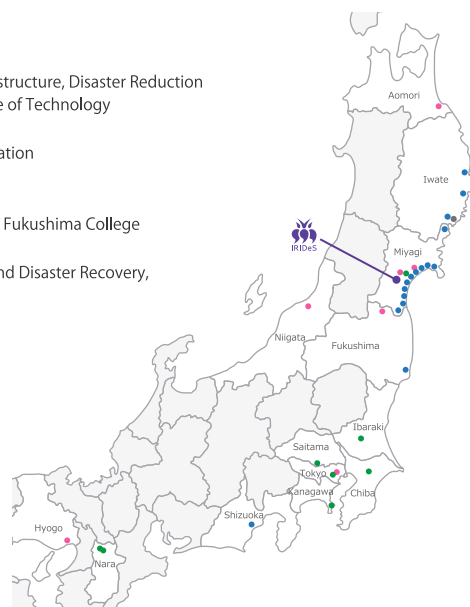 structure, Disaster Reduction
e of Technology
ation
Fukushima College
nd Disaster Recovery,
Aomori
Iwate
IRIDeS
Miyagi
Niigata
Fukushima
Ibaraki
Saitama
Tokyo
Kanagawa
Chiba
Shizuoka
Hyogo
Nara